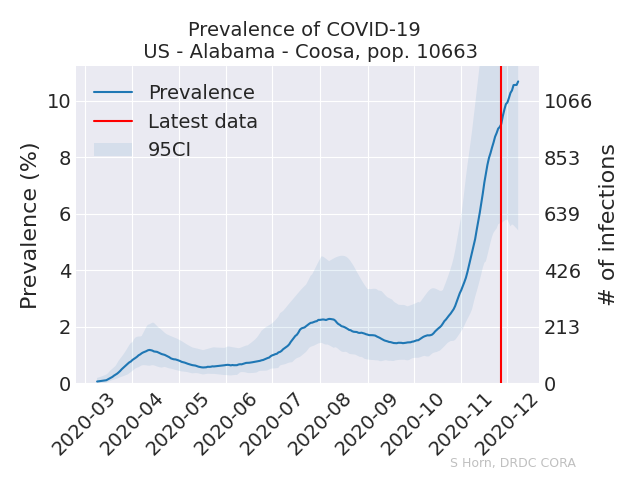 Prevalence of COVID-19
US - Alabama - Coosa, pop. 10663
Prevalence
Latest data
95CI
Prevalence (%)
10
8
6
4
2
0
1066
853
639
426
213
0
# of infections
2020-03
2020-04
2020-05
2020-06
2020-07
2020-08
2020-09
2020-10
2020-11
2020-12
S Horn, DRDC CORA